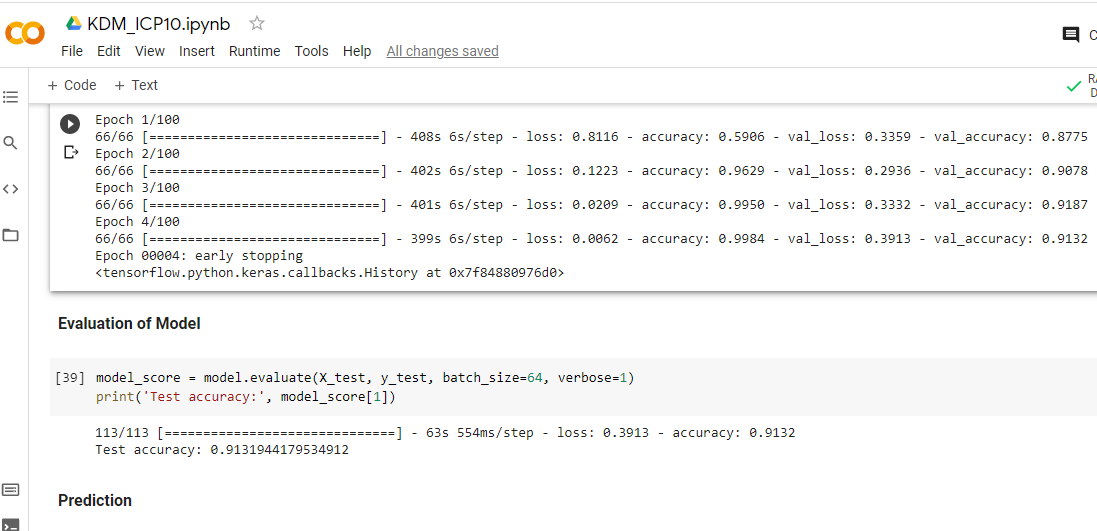 KDM_ICP10.ipynb
File Edit View Insert Runtime Tools Help All changes saved
+ Code + Text
Epoch 1/100
66/66 [==============================] - 408s 6s/step - loss: 0.8116 - accuracy: 0.5906 - val_loss: 0.3359 - val_accuracy: 0.8775
Epoch 2/100
66/66 [==============================] - 402s 6s/step - loss: 0.1223 - accuracy: 0.9629 - val_loss: 0.2936 - val_accuracy: 0.9078
Epoch 3/100
66/66 [==============================] - 401s 6s/step - loss: 0.0209 - accuracy: 0.9950 - val_loss: 0.3332 - val_accuracy: 0.9187
Epoch 4/100
66/66 [==============================] - 399s 6s/step - loss: 0.0062 - accuracy: 0.9984 - val_loss: 0.3913 - val_accuracy: 0.9132
Epoch 00004: early stopping
<tensorflow.python.keras.callbacks.History at 0x7f84880976d0>
Evaluation of Model
[39] model_score = model.evaluate(X_test, y_test, batch_size=64, verbose=1)
print('Test accuracy:', model_score[1])
113/113 [==============================] - 63s 554ms/step - loss: 0.3913 - accuracy: 0.9132
Test accuracy: 0.9131944179534912
Prediction